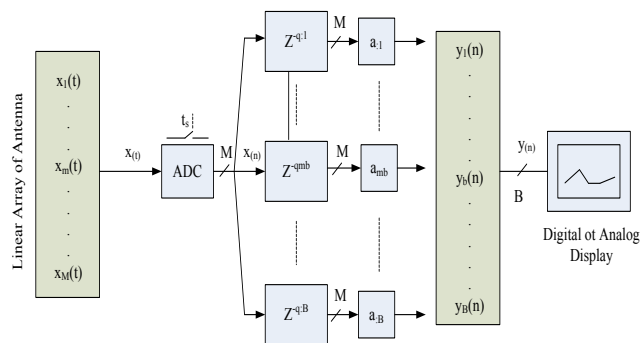 Linear Array of Antenna
x1(t)
xm(t)
xM(t)
x(t)
ts
ADC
M
x(n)
Z-q:1
M
a:1
Z-qmb
M
amb
Z-q:B
M
a:B
y1(n)
yb(n)
yB(n)
y(n)
B
Digital ot Analog
Display